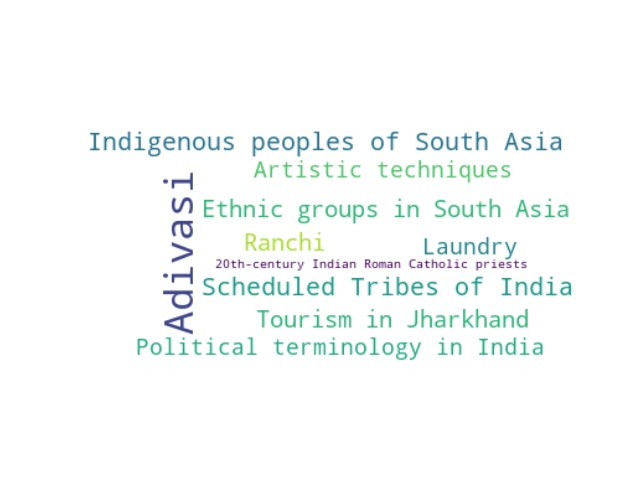 Indigenous peoples of South Asia
Artistic techniques
Adivasi
Ethnic groups in South Asia
Ranchi
Laundry
20th-century Indian Roman Catholic priests
Scheduled Tribes of India
Tourism in Jharkhand
Political terminology in India